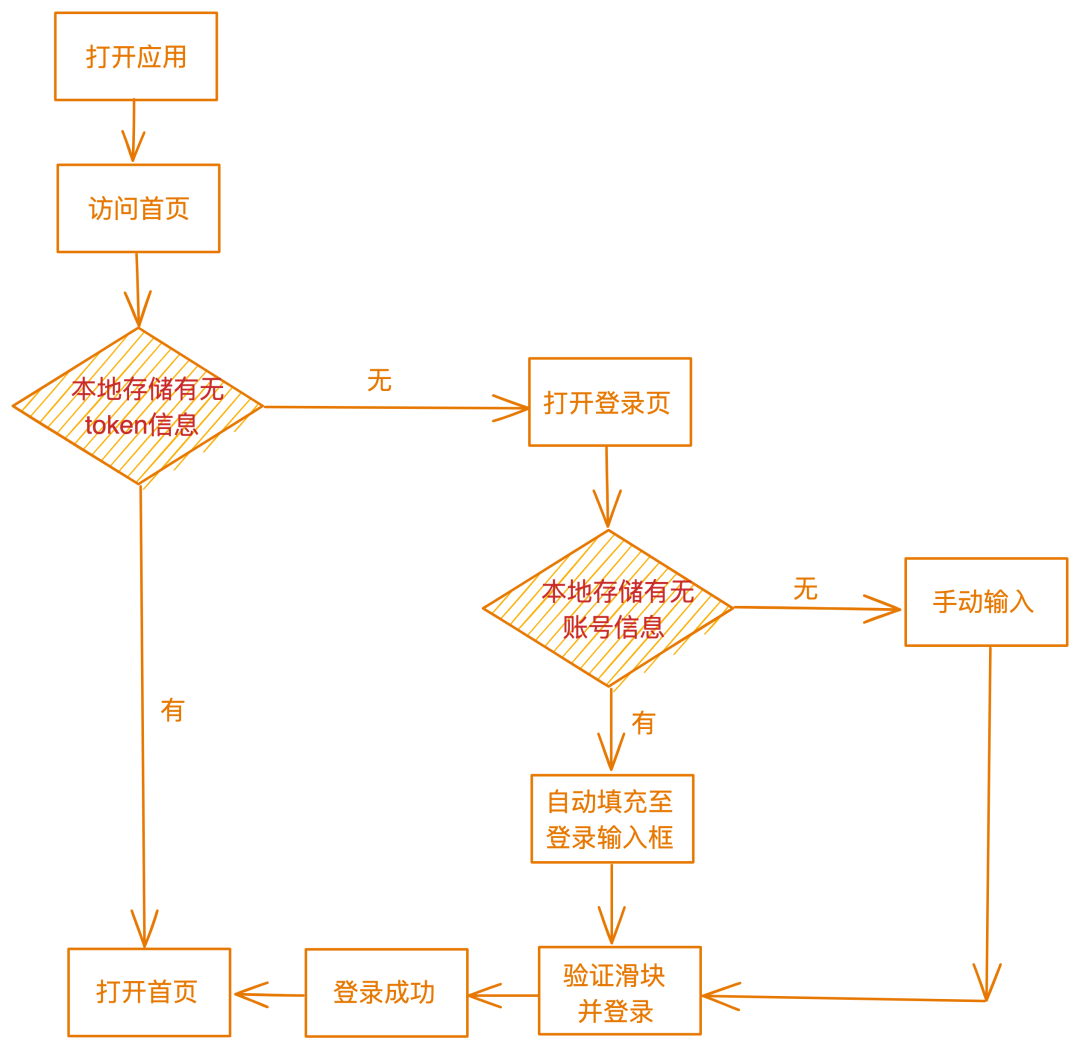 打开应用
访问首页
本地存储有无
token信息
无
打开登录页
本地存储有无
账号信息
无
手动输入
有
有
自动填充至
登录输入框
打开首页
登录成功
验证滑块
并登录